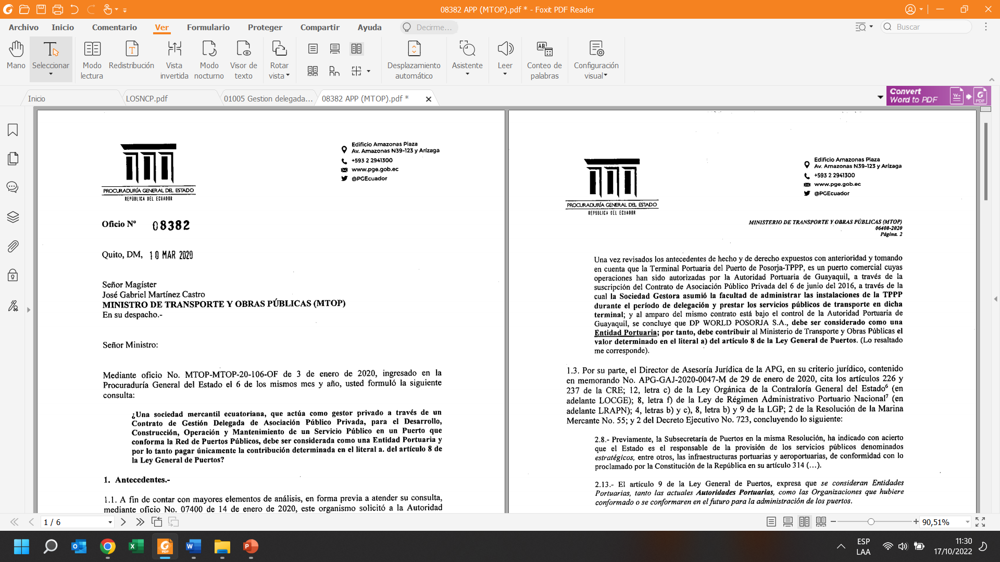 08382 APP (MTOP).pdf * - Foxit PDF Reader
Archivo Inicio Comentario Ver Formulario Proteger Compartir Ayuda Decirme... Buscar
Mano Seleccionar Modo lectura Redistribución Vista invertida Modo nocturno Visor de texto Rotar vista Desplazamiento automático Asistente Leer Conteo de palabras Configuración visual
Inicio LOSNCP.pdf 01005 Gestion delegada... 08382 APP (MTOP).pdf *
Convert
Word to PDF
Edificio Amazonas Plaza
Av. Amazonas N39-123 y Arízaga
+593 2 2941300
www.pge.gob.ec
@PGEcuador
PROCURADURÍA GENERAL DEL ESTADO
REPÚBLICA DEL ECUADOR
Oficio Nº 08382
Quito, DM, 10 MAR 2020
Señor Magíster
José Gabriel Martínez Castro
MINISTRO DE TRANSPORTE Y OBRAS PÚBLICAS (MTOP)
En su despacho.-
Señor Ministro:
Mediante oficio No. MTOP-MTOP-20-106-OF de 3 de enero de 2020, ingresado en la
Procuraduría General del Estado el 6 de los mismos mes y año, usted formuló la siguiente
consulta:
¿Una sociedad mercantil ecuatoriana, que actúa como gestor privado a través de un
Contrato de Gestión Delegada de Asociación Público Privada, para el Desarrollo,
Construcción, Operación y Mantenimiento de un Servicio Público en un Puerto que
conforma la Red de Puertos Públicos, debe ser considerada como una Entidad Portuaria y
por lo tanto pagar únicamente la contribución determinada en el literal a. del artículo 8 de
la Ley General de Puertos?
1. Antecedentes.-
1.1. A fin de contar con mayores elementos de análisis, en forma previa a atender su consulta,
mediante oficio No. 07400 de 14 de enero de 2020, este organismo solicitó a la Autoridad
Edificio Amazonas Plaza
Av. Amazonas N39-123 y Arízaga
+593 2 2941300
www.pge.gob.ec
@PGEcuador
PROCURADURÍA GENERAL DEL ESTADO
REPÚBLICA DEL ECUADOR
MINISTERIO DE TRANSPORTE Y OBRAS PÚBLICAS (MTOP)
06408-2020
Página. 2
Una vez revisados los antecedentes de hecho y de derecho expuestos con anterioridad y tomando
en cuenta que la Terminal Portuaria del Puerto de Posorja-TPPP, es un puerto comercial cuyas
operaciones han sido autorizadas por la Autoridad Portuaria de Guayaquil, a través de la
suscripción del Contrato de Asociación Público Privada del 6 de junio del 2016, a través de la
cual la Sociedad Gestora asumió la facultad de administrar las instalaciones de la TPPP
durante el período de delegación y prestar los servicios públicos de transporte en dicha
terminal; y al amparo del mismo contrato está bajo el control de la Autoridad Portuaria de
Guayaquil, se concluye que DP WORLD POSORJA S.A., debe ser considerado como una
Entidad Portuaria; por tanto, debe contribuir al Ministerio de Transporte y Obras Públicas el
valor determinado en el literal a) del artículo 8 de la Ley General de Puertos. (Lo resaltado
me corresponde).
1.3. Por su parte, el Director de Asesoría Jurídica de la APG, en su criterio jurídico, contenido
en memorando No. APG-GAJ-2020-0047-M de 29 de enero de 2020, cita los artículos 226 y
237 de la CRE; 12, letra c) de la Ley Orgánica de la Contraloría General del Estado⁶ (en
adelante LOCGE); 8, letra f) de la Ley de Régimen Administrativo Portuario Nacional⁷ (en
adelante LRAPN); 4, letras b) y c), 8, letra b) y 9 de la LGP; 2 de la Resolución de la Marina
Mercante No. 55; y 2 del Decreto Ejecutivo No. 723, concluyendo lo siguiente:
2.8.- Previamente, la Subsecretaría de Puertos en la misma Resolución, ha indicado con acierto
que el Estado es el responsable de la provisión de los servicios públicos denominados
estratégicos, entre otros, las infraestructuras portuarias y aeroportuarias, de conformidad con lo
proclamado por la Constitución de la República en su artículo 314 (...).
2.13.- El artículo 9 de la Ley General de Puertos, expresa que se consideran Entidades
Portuarias, tanto las actuales Autoridades Portuarias, como las Organizaciones que hubiere
conformado o se conformaren en el futuro para la administración de los puertos.
1 / 6
90,51%
ESP
LAA
11:30
17/10/2022